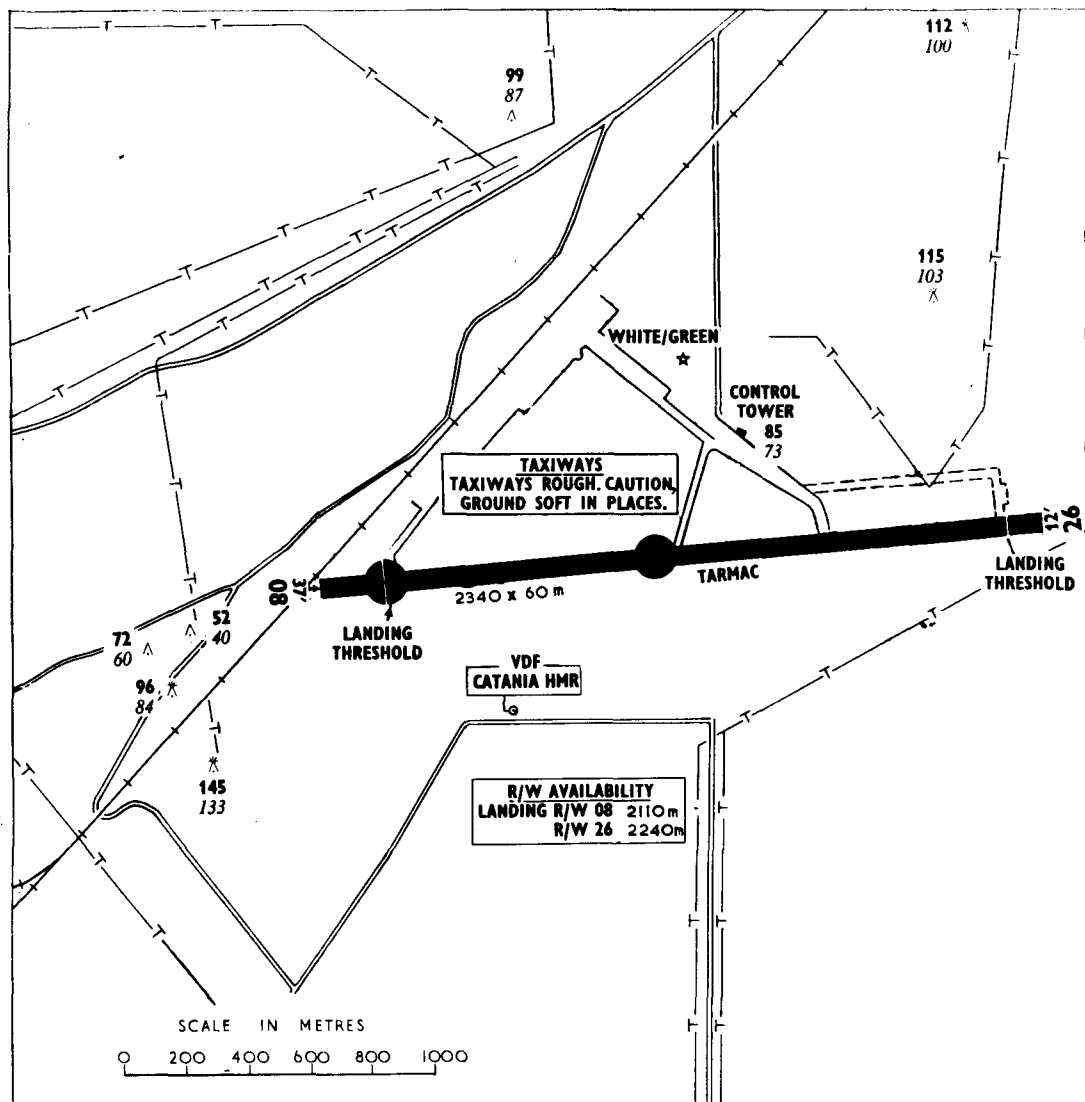 112
100
99
87
115
103
WHITE/GREEN
CONTROL
TOWER
85
73
TAXIWAYS
TAXIWAYS ROUGH. CAUTION,
GROUND SOFT IN PLACES.
12'
26
08
37'
TARMAC
LANDING
THRESHOLD
2340 x 60 m
LANDING
THRESHOLD
52
40
72
60
VDF
CATANIA HMR
96
84
145
133
R/W AVAILABILITY
LANDING R/W 08 2110m
R/W 26 2240m
SCALE IN METRES
0 200 400 600 800 1000